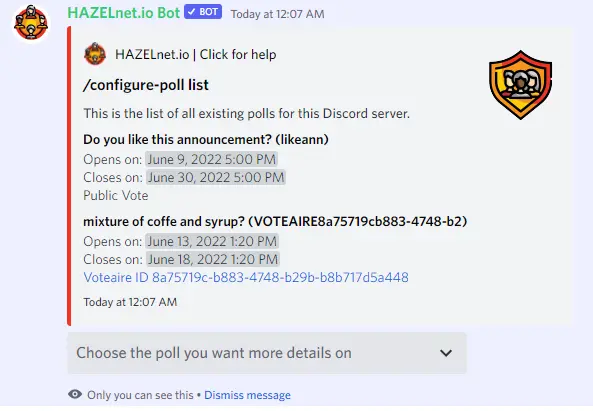 HAZELnet.io Bot BOT Today at 12:07 AM
HAZELnet.io | Click for help
/configure-poll list
This is the list of all existing polls for this Discord server.
Do you like this announcement? (likeann)
Opens on: June 9, 2022 5:00 PM
Closes on: June 30, 2022 5:00 PM
Public Vote
mixture of coffe and syrup? (VOTEAIRE8a75719cb883-4748-b2)
Opens on: June 13, 2022 1:20 PM
Closes on: June 18, 2022 1:20 PM
Voteaire ID 8a75719c-b883-4748-b29b-b8b717d5a448
Today at 12:07 AM
Choose the poll you want more details on
Only you can see this • Dismiss message